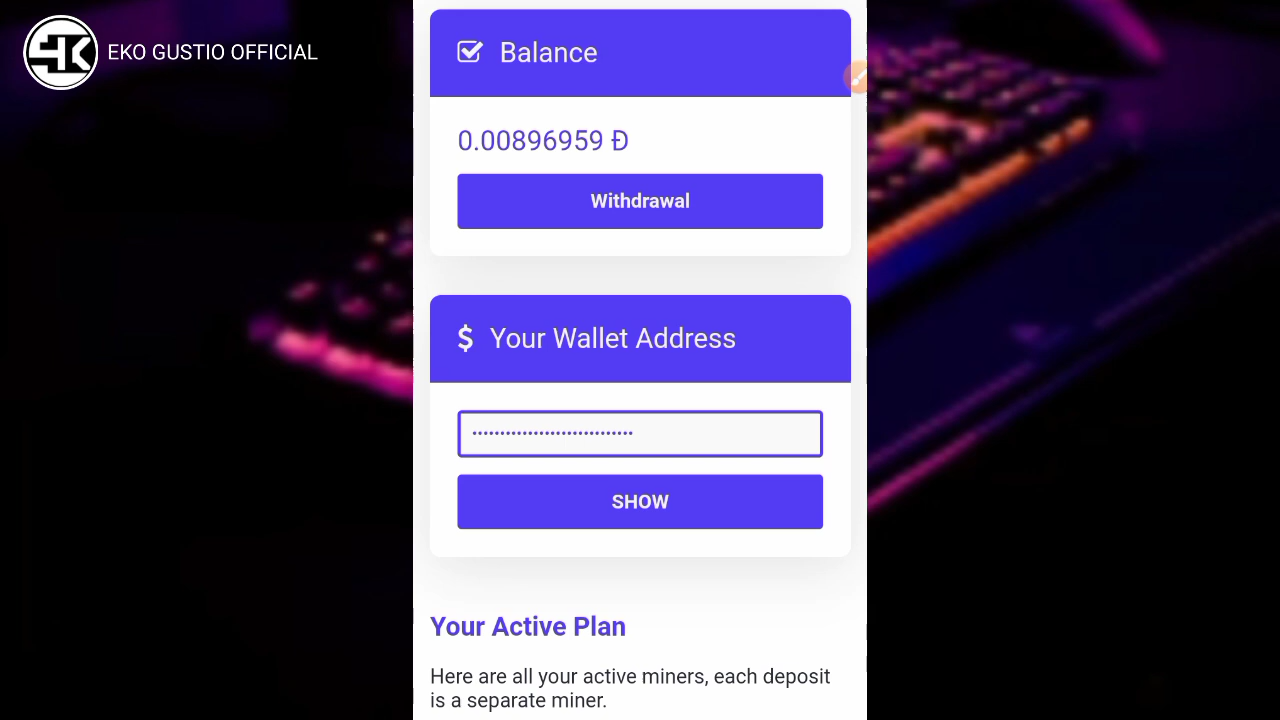 EKO GUSTIO OFFICIAL
Balance
0.00896959 Đ
Withdrawal
$ Your Wallet Address
•••••••••••••••••••••••••••••
SHOW
Your Active Plan
Here are all your active miners, each deposit
is a separate miner.